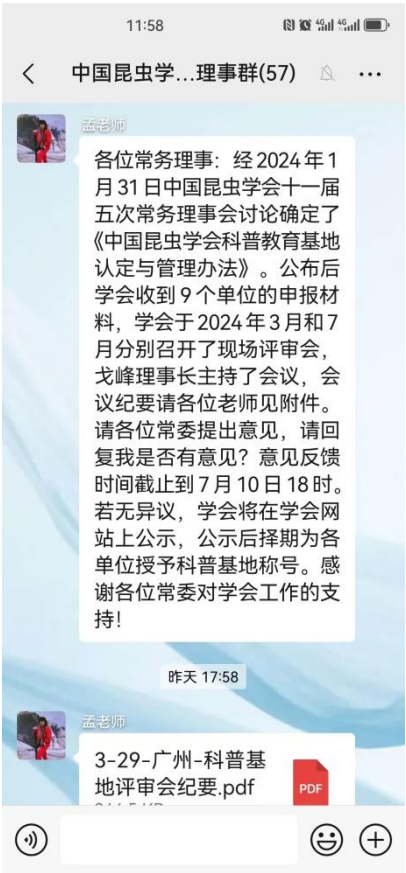 11:58
中国昆虫学...理事群(57)
孟老师
各位常务理事：经2024年1
月31日中国昆虫学会十一届
五次常务理事会讨论确定了
《中国昆虫学会科普教育基地
认定与管理办法》。公布后
学会收到9个单位的申报材
料，学会于2024年3月和7
月分别召开了现场评审会，
戈峰理事长主持了会议，会
议纪要请各位老师见附件。
请各位常委提出意见，请回
复我是否有意见？意见反馈
时间截止到7月10日18时。
若无异议，学会将在学会网
站上公示，公示后择期为各
单位授予科普基地称号。感
谢各位常委对学会工作的支
持！
昨天 17:58
孟老师
3-29-广州-科普基
地评审会纪要.pdf
PDF